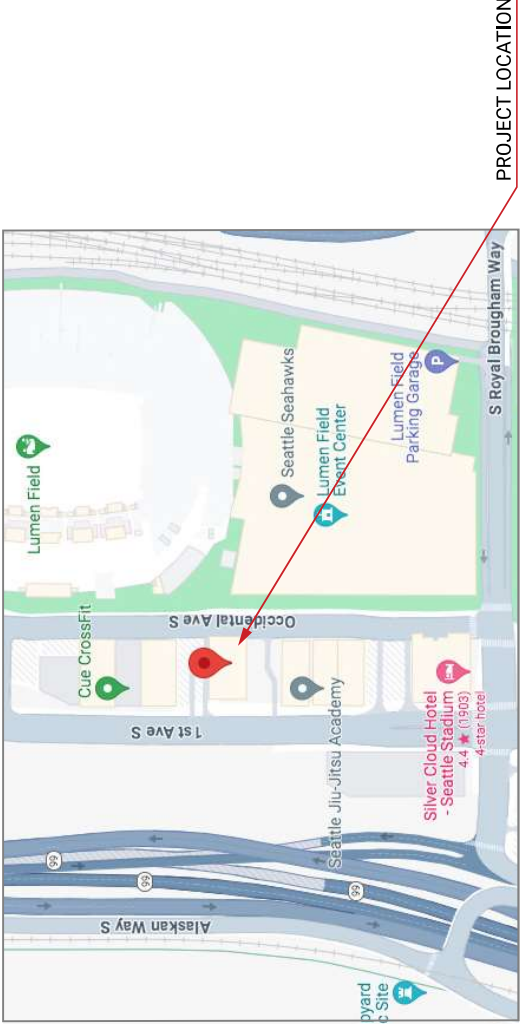 PROJECT LOCATION
Lumen Field
Seattle Seahawks
Lumen Field
Event Center
Lumen Field
Parking Garage
S Royal Brougham Way
Occidental Ave S
Cue CrossFit
1st Ave S
Seattle Jiu-Jitsu Academy
Silver Cloud Hotel
- Seattle Stadium
4.4 ★ (1903)
4-star hotel
P
99
99
99
Alaskan Way S
oyard
c Site